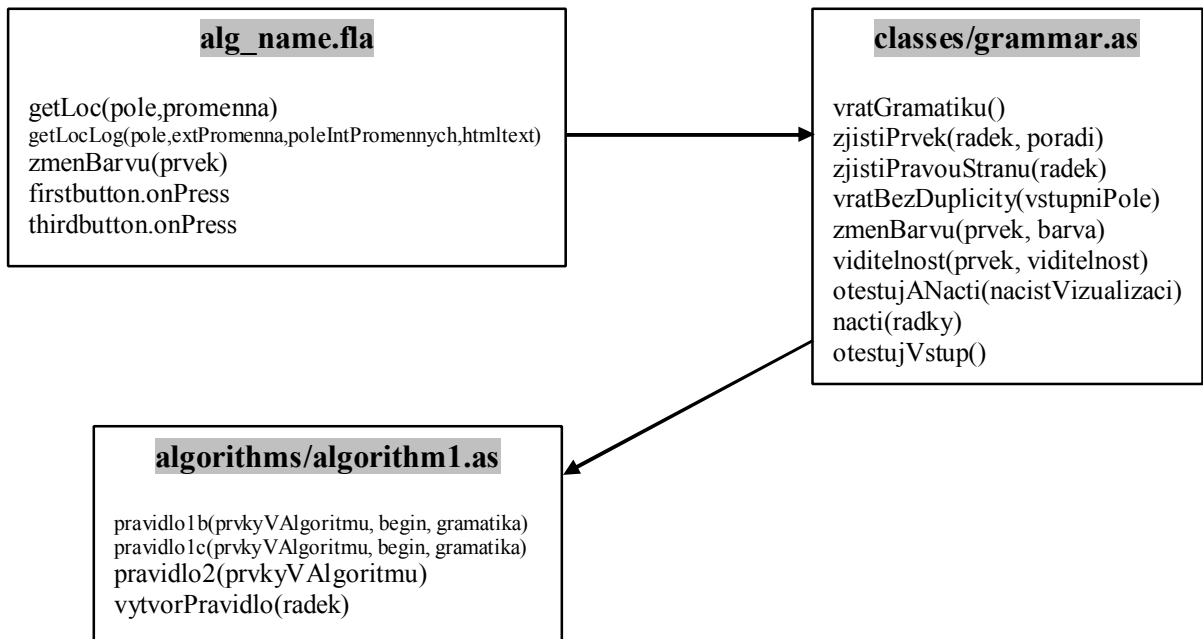 alg_name.fla
getLoc(pole,promenna)
getLocLog(pole,extPromenna,poleIntPromennych,htmltext)
zmenBarvu(prvek)
firstbutton.onPress
thirdbutton.onPress
classes/grammar.as
vratGramatiku()
zjistiPrvek(radek, poradi)
zjistiPravouStranu(radek)
vratBezDuplicity(vstupniPole)
zmenBarvu(prvek, barva)
viditelnost(prvek, viditelnost)
otestujANacti(nacistVizualizaci)
nacti(radky)
otestujVstup()
algorithms/algorithm1.as
pravidlo1b(prvkyVAlgoritmu, begin, gramatika)
pravidlo1c(prvkyVAlgoritmu, begin, gramatika)
pravidlo2(prvkyVAlgoritmu)
vytvorPravidlo(radek)